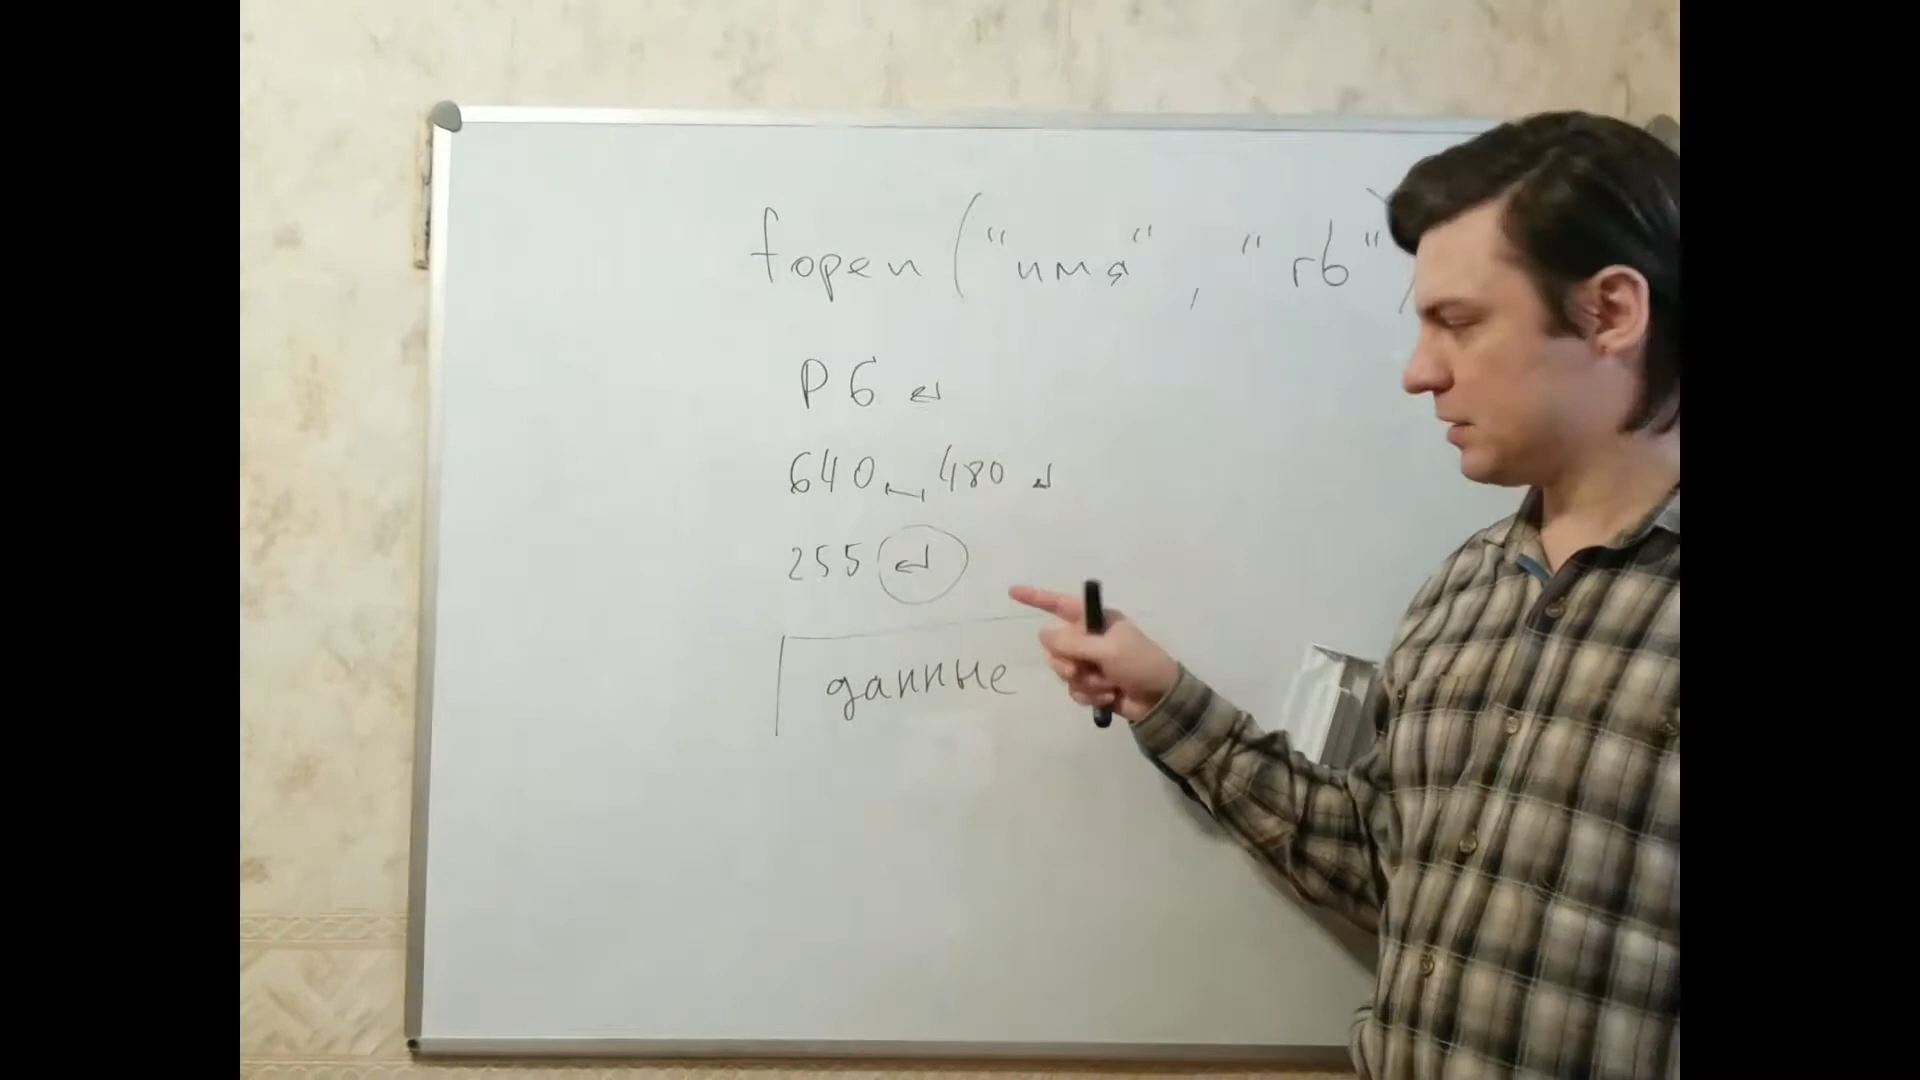 fopen ("имя", "rb")
P6 ↵
640␣480 ↵
255 ↵
данные